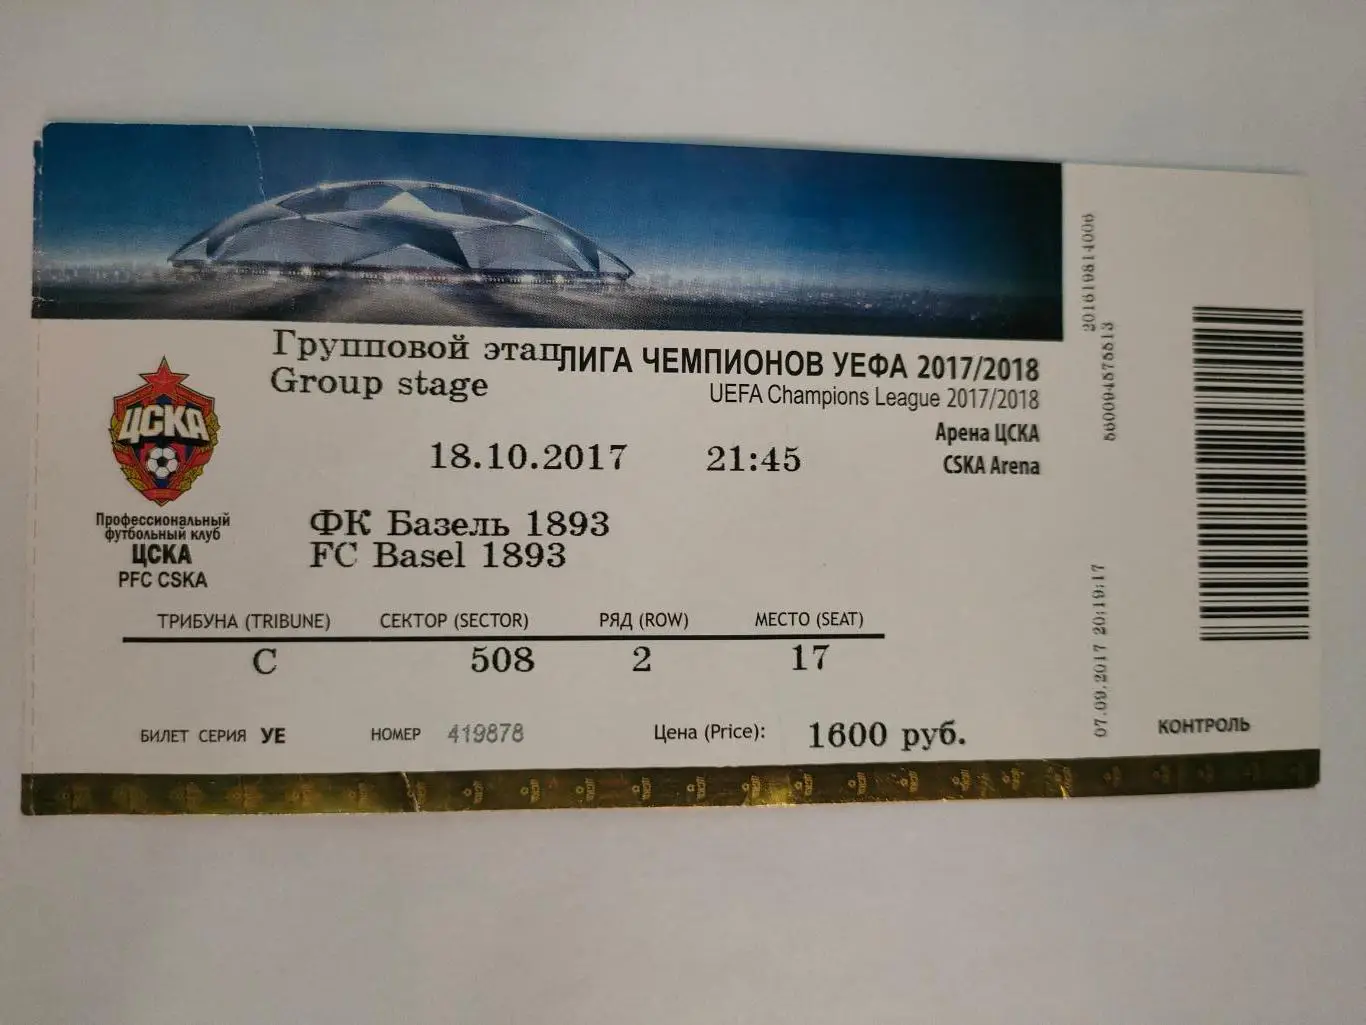 Групповой этап
Group stage
ЛИГА ЧЕМПИОНОВ УЕФА 2017/2018
UEFA Champions League 2017/2018
Арена ЦСКА
CSKA Arena
18.10.2017 21:45
ЦСКА
Профессиональный
футбольный клуб
ЦСКА
PFC CSKA
ФК Базель 1893
FC Basel 1893
ТРИБУНА (TRIBUNE) СЕКТОР (SECTOR) РЯД (ROW) МЕСТО (SEAT)
C 508 2 17
БИЛЕТ СЕРИЯ УЕ НОМЕР 419878 Цена (Price): 1600 руб.
201619814006
07.09.2017 20:19:17
КОНТРОЛЬ